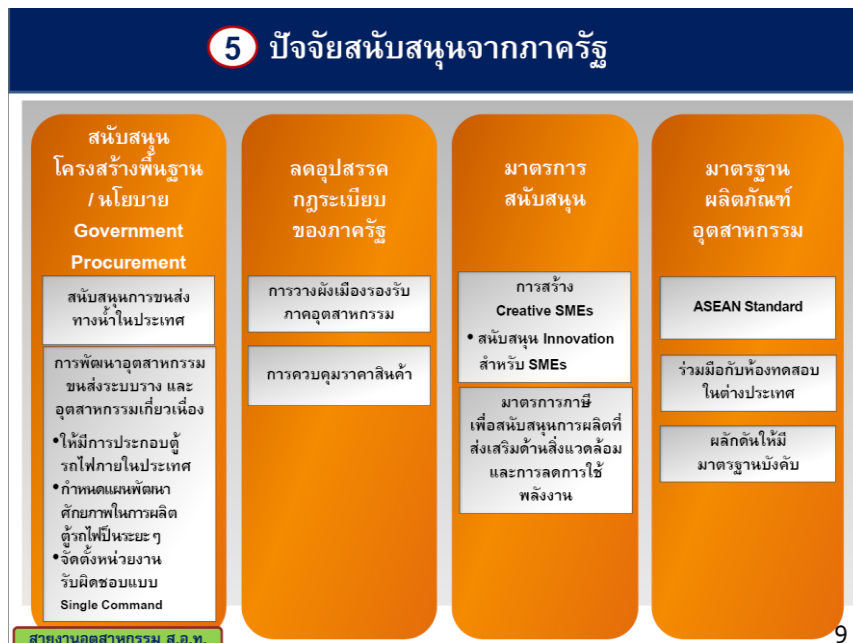 5 ปัจจัยสนับสนุนจากภาครัฐ
สนับสนุน
โครงสร้างพื้นฐาน
/ นโยบาย
Government
Procurement
สนับสนุนการขนส่ง
ทางน้ำในประเทศ
การพัฒนาอุตสาหกรรม
ขนส่งระบบราง และ
อุตสาหกรรมเกี่ยวเนื่อง
•ให้มีการประกอบตู้
รถไฟภายในประเทศ
•กำหนดแผนพัฒนา
ศักยภาพในการผลิต
ตู้รถไฟป็นระยะ ๆ
•จัดตั้งหน่วยงาน
รับผิดชอบแบบ
Single Command
ลดอุปสรรค
กฎระเบียบ
ของภาครัฐ
การวางผังเมืองรองรับ
ภาคอุตสาหกรรม
การควบคุมราคาสินค้า
มาตรการ
สนับสนุน
การสร้าง
Creative SMEs
• สนับสนุน Innovation
สำหรับ SMEs
มาตรการภาษี
เพื่อสนับสนุนการผลิตที่
ส่งเสริมด้านสิ่งแวดล้อม
และการลดการใช้
พลังงาน
มาตรฐาน
ผลิตภัณฑ์
อุตสาหกรรม
ASEAN Standard
ร่วมมือกับห้องทดสอบ
ในต่างประเทศ
ผลักดันให้มี
มาตรฐานบังคับ
สายงานอุตสาหกรรม ส.อ.ท.
9